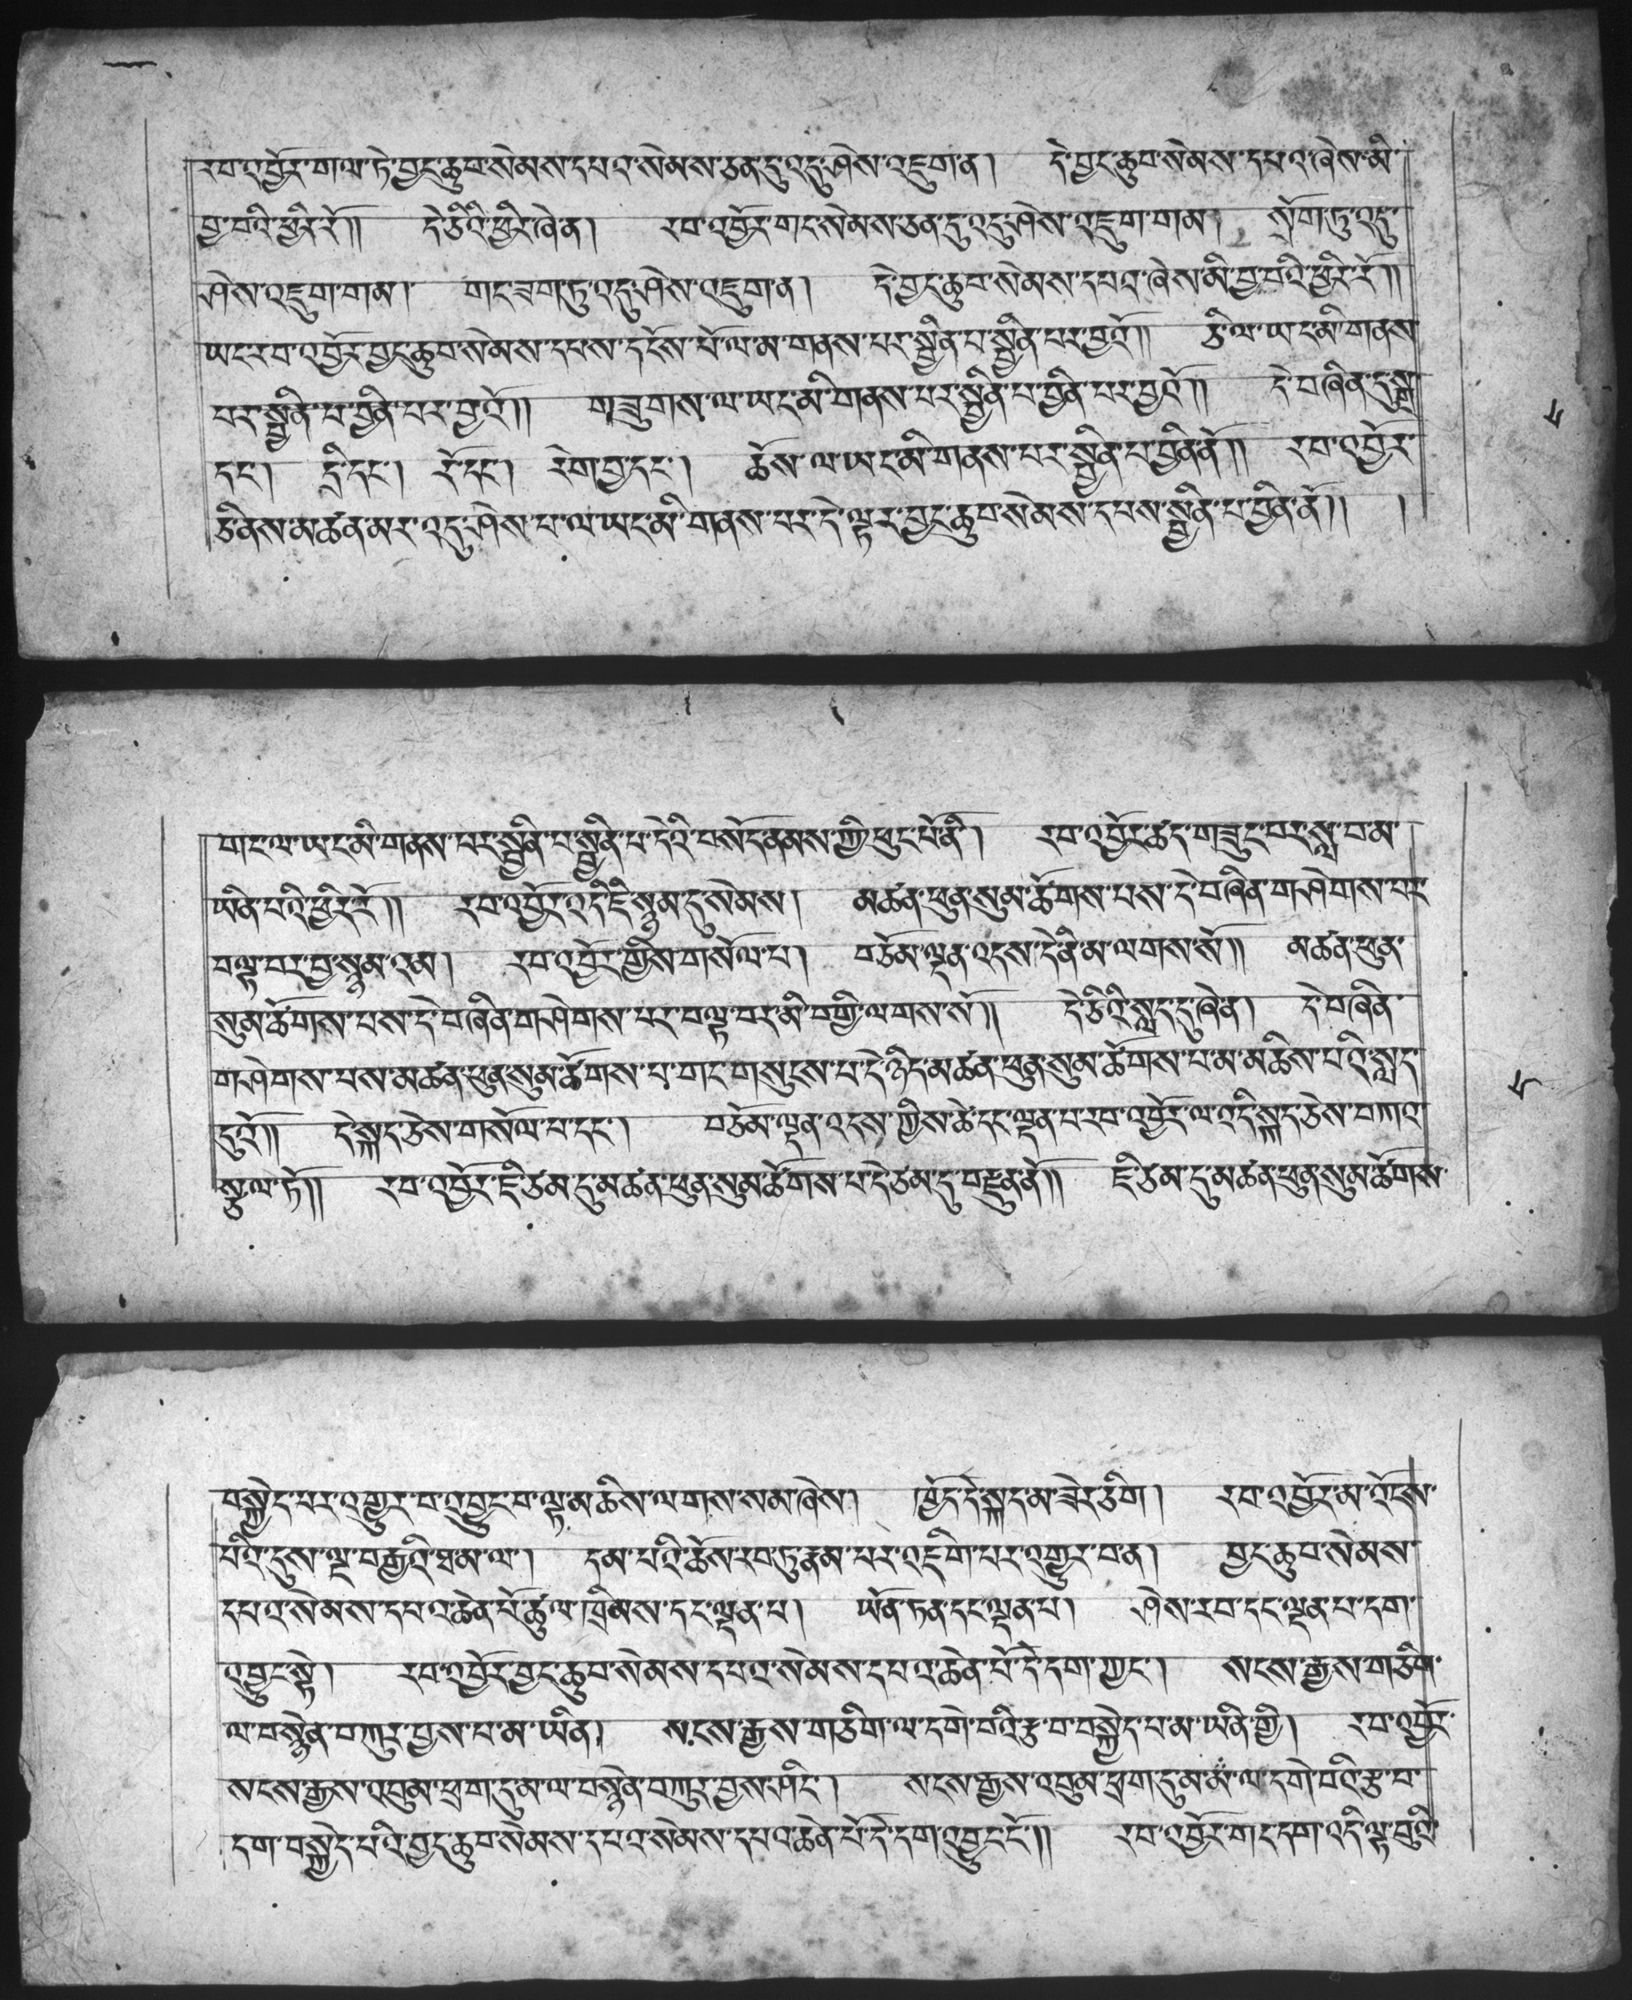 རབ་འབྱོར་གལ་ཏེ་བྱང་ཆུབ་སེམས་དཔའ་སེམས་ཅན་དུ་འདུ་ཤེས་འཇུག་ན།  དེ་བྱང་ཆུབ་སེམས་དཔའ་ཞེས་མི་
བྱ་བའི་ཕྱིར་རོ།།  དེ་ཅིའི་ཕྱིར་ཞེ་ན།  རབ་འབྱོར་གང་སེམས་ཅན་དུ་འདུ་ཤེས་འཇུག་གམ།  སྲོག་ཏུ་འདུ་
ཤེས་འཇུག་གམ།  གང་ཟག་ཏུ་འདུ་ཤེས་འཇུག་ན།  དེ་བྱང་ཆུབ་སེམས་དཔའ་ཞེས་མི་བྱ་བའི་ཕྱིར་རོ།།
ཡང་རབ་འབྱོར་བྱང་ཆུབ་སེམས་དཔས་དངོས་པོ་ལ་མ་གནས་པར་སྦྱིན་པ་སྦྱིན་པར་བྱའོ།།  ཅི་ལ་ཡང་མི་གནས
པར་སྦྱིན་པ་བྱིན་པར་བྱའོ།།  གཟུགས་ལ་ཡང་མི་གནས་པར་སྦྱིན་པ་བྱིན་པར་བྱའོ།།  དེ་བཞིན་དུ་སྒྲ་
དང་།  དྲི་དང་།  རོ་དང་།  རེག་བྱ་དང་།  ཆོས་ལ་ཡང་མི་གནས་པར་སྦྱིན་པ་བྱིན་ནོ།།  རབ་འབྱོར་
ཅི་ནས་མཚན་མར་འདུ་ཤེས་པ་ལ་ཡང་མི་གནས་པར་དེ་ལྟར་བྱང་ཆུབ་སེམས་དཔས་སྦྱིན་པ་བྱིན་ནོ།།  །
གང་ལ་ཡང་མི་གནས་པར་སྦྱིན་པ་སྦྱིན་པ་དེའི་བསོད་ནམས་ཀྱི་ཕུང་པོ་ནི།  རབ་འབྱོར་ཚད་གཟུང་བར་སླ་བ་མ་
ཡིན་པའི་ཕྱིར་རོ།།  རབ་འབྱོར་འདི་ཇི་སྙམ་དུ་སེམས།  མཚན་ཕུན་སུམ་ཚོགས་པས་དེ་བཞིན་གཤེགས་པར་
བལྟ་བར་བྱ་སྙམ་འམ།  རབ་འབྱོར་གྱིས་གསོལ་པ།  བཅོམ་ལྡན་འདས་དེ་ནི་མ་ལགས་སོ།།  མཚན་ཕུན་
སུམ་ཚོགས་པས་དེ་བཞིན་གཤེགས་པར་བལྟ་བར་མི་བགྱི་ལགས་སོ།།  དེ་ཅིའི་སླད་དུ་ཞེ་ན།  དེ་བཞིན་
གཤེགས་པས་མཚན་ཕུན་སུམ་ཚོགས་པ་གང་གསུངས་པ་དེ་ཉིད་མཚན་ཕུན་སུམ་ཚོགས་པ་མ་མཆིས་པའི་སླད་
དུའོ།།  དེ་སྐད་ཅེས་གསོལ་པ་དང་།  བཅོམ་ལྡན་འདས་ཀྱིས་ཚེ་དང་ལྡན་པ་རབ་འབྱོར་ལ་འདི་སྐད་ཅེས་བཀའ་
སྩལ་ཏོ།།  རབ་འབྱོར་ཇི་ཙམ་དུ་མཚན་ཕུན་སུམ་ཚོགས་པ་དེ་ཙམ་དུ་བརྫུན་ནོ།།  ཇི་ཙམ་དུ་མཚན་ཕུན་སུམ་ཚོགས་
བསྐྱེད་པར་འགྱུར་བ་འབྱུང་བ་ལྟ་མཆིས་ལགས་སམ་ཞེས།  ཁྱོད་དེ་སྐད་མ་ཟེར་ཅིག།  རབ་འབྱོར་མ་འོངས་
པའི་དུས་ལྔ་བརྒྱའི་ཐ་མ་ལ།  དམ་པའི་ཆོས་རབ་ཏུ་རྣམ་པར་འཇིག་པར་འགྱུར་བ་ན།  བྱང་ཆུབ་སེམས་
དཔའ་སེམས་དཔའ་ཆེན་པོ་ཚུལ་ཁྲིམས་དང་ལྡན་པ།  ཡོན་ཏན་དང་ལྡན་པ།  ཤེས་རབ་དང་ལྡན་པ་དག་
འབྱུང་སྟེ།  རབ་འབྱོར་བྱང་ཆུབ་སེམས་དཔའ་སེམས་དཔའ་ཆེན་པོ་དེ་དག་ཀྱང་།  སངས་རྒྱས་གཅིག་
ལ་བསྙེན་བཀུར་བྱས་པ་མ་ཡིན།  སངས་རྒྱས་གཅིག་ལ་དགེ་བའི་རྩ་བ་བསྐྱེད་པ་མ་ཡིན་གྱི།  རབ་འབྱོར་
སངས་རྒྱས་འབུམ་ཕྲག་དུ་མ་ལ་བསྙེན་བཀུར་བྱས་ཤིང་།  སངས་རྒྱས་འབུམ་ཕྲག་དུ་མ་ལ་དགེ་བའི་རྩ་བ་
དག་བསྐྱེད་པའི་བྱང་ཆུབ་སེམས་དཔའ་སེམས་དཔའ་ཆེན་པོ་དེ་དག་འབྱུང་ངོ་།།  རབ་འབྱོར་གང་དག་འདི་ལྟ་བུའི་